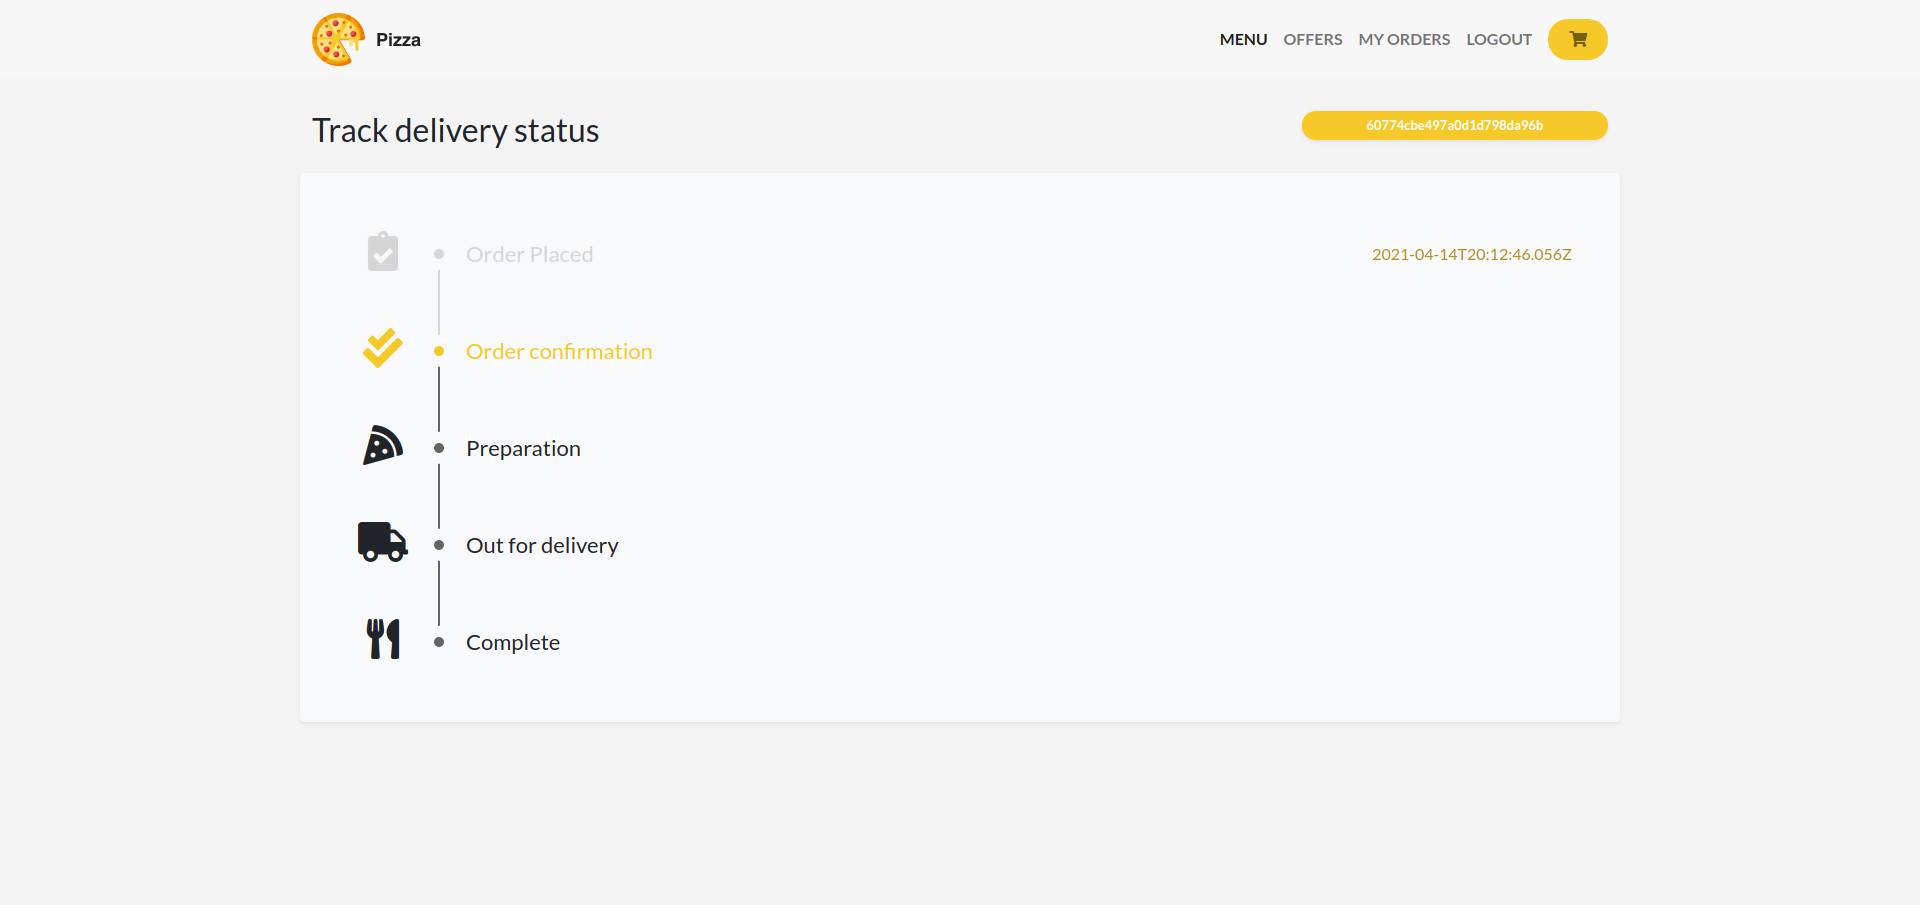 Pizza
MENU OFFERS MY ORDERS LOGOUT
Track delivery status
60774cbe497a0d1d798da96b
Order Placed
2021-04-14T20:12:46.056Z
Order confirmation
Preparation
Out for delivery
Complete